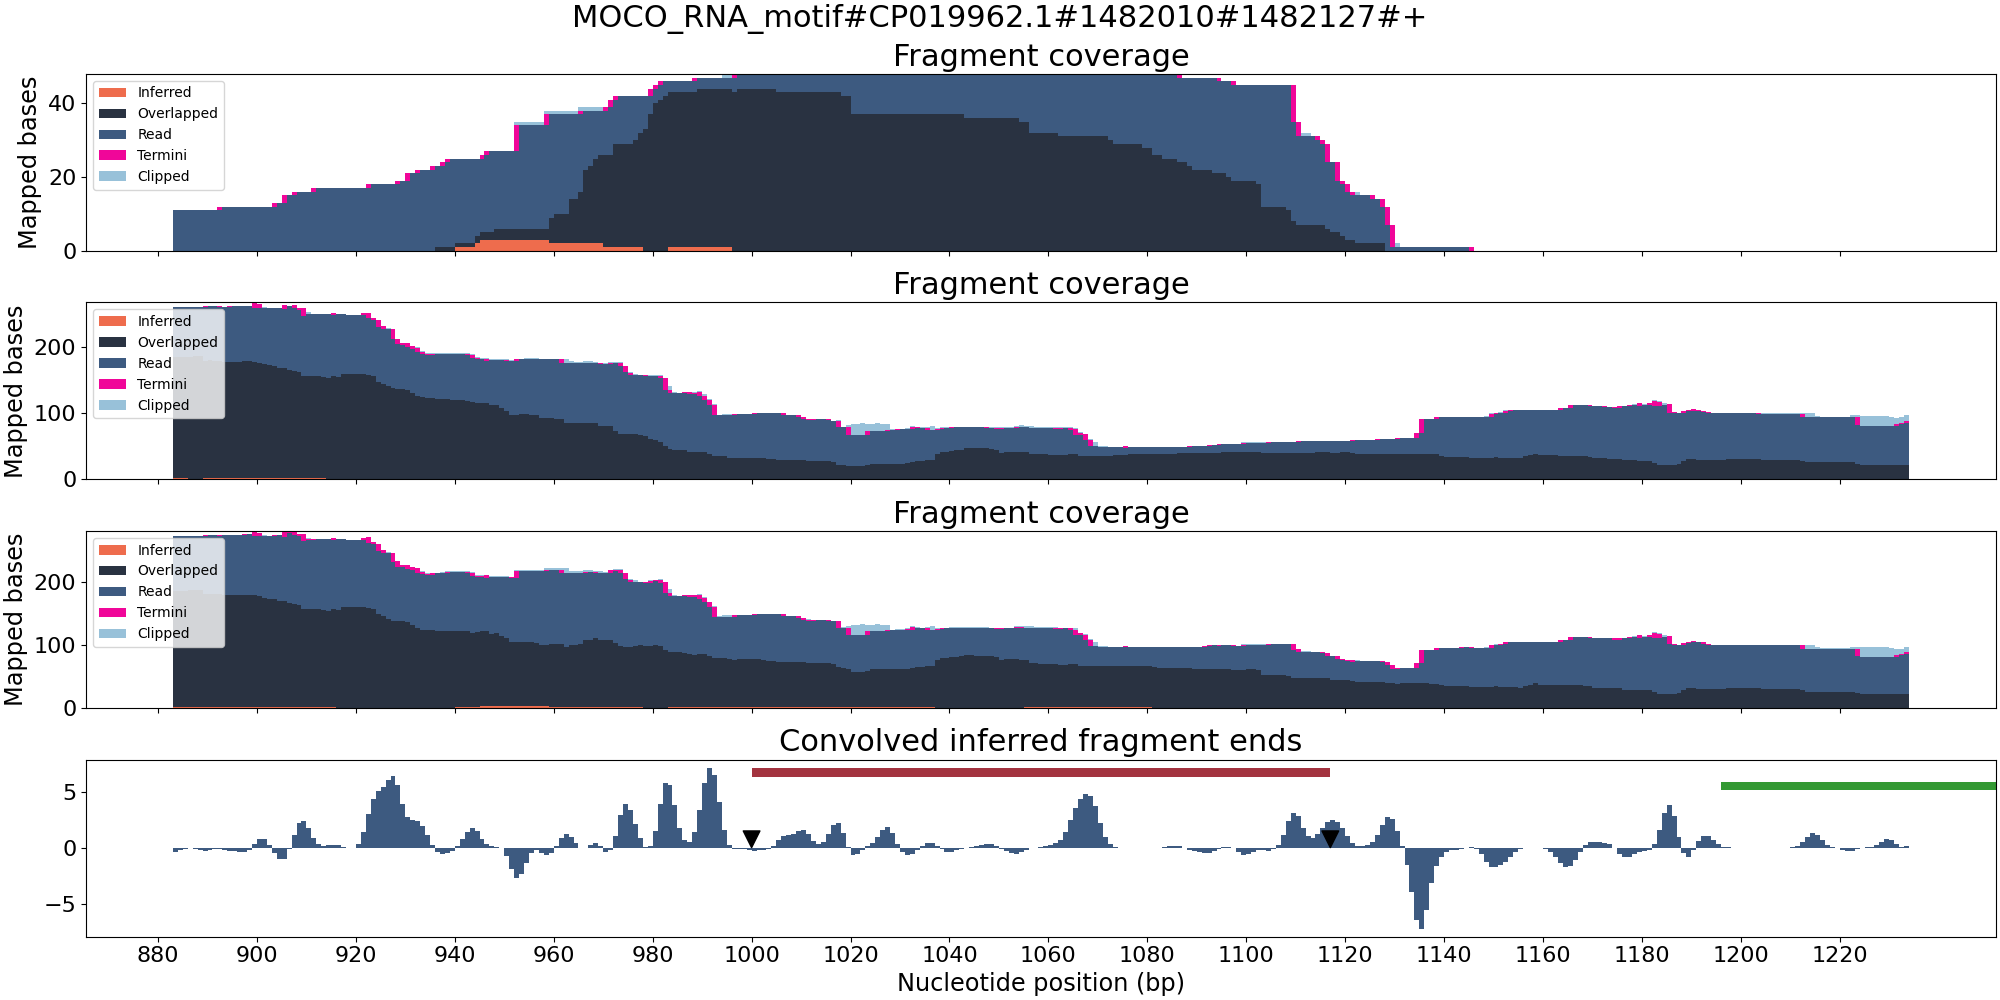 MOCO_RNA_motif#CP019962.1#1482010#1482127#+
Fragment coverage
Mapped bases
40
20
0
Inferred
Overlapped
Read
Termini
Clipped
Fragment coverage
Mapped bases
200
100
0
Inferred
Overlapped
Read
Termini
Clipped
Fragment coverage
Mapped bases
200
100
0
Inferred
Overlapped
Read
Termini
Clipped
Convolved inferred fragment ends
5
0
−5
880 900 920 940 960 980 1000 1020 1040 1060 1080 1100 1120 1140 1160 1180 1200 1220
Nucleotide position (bp)